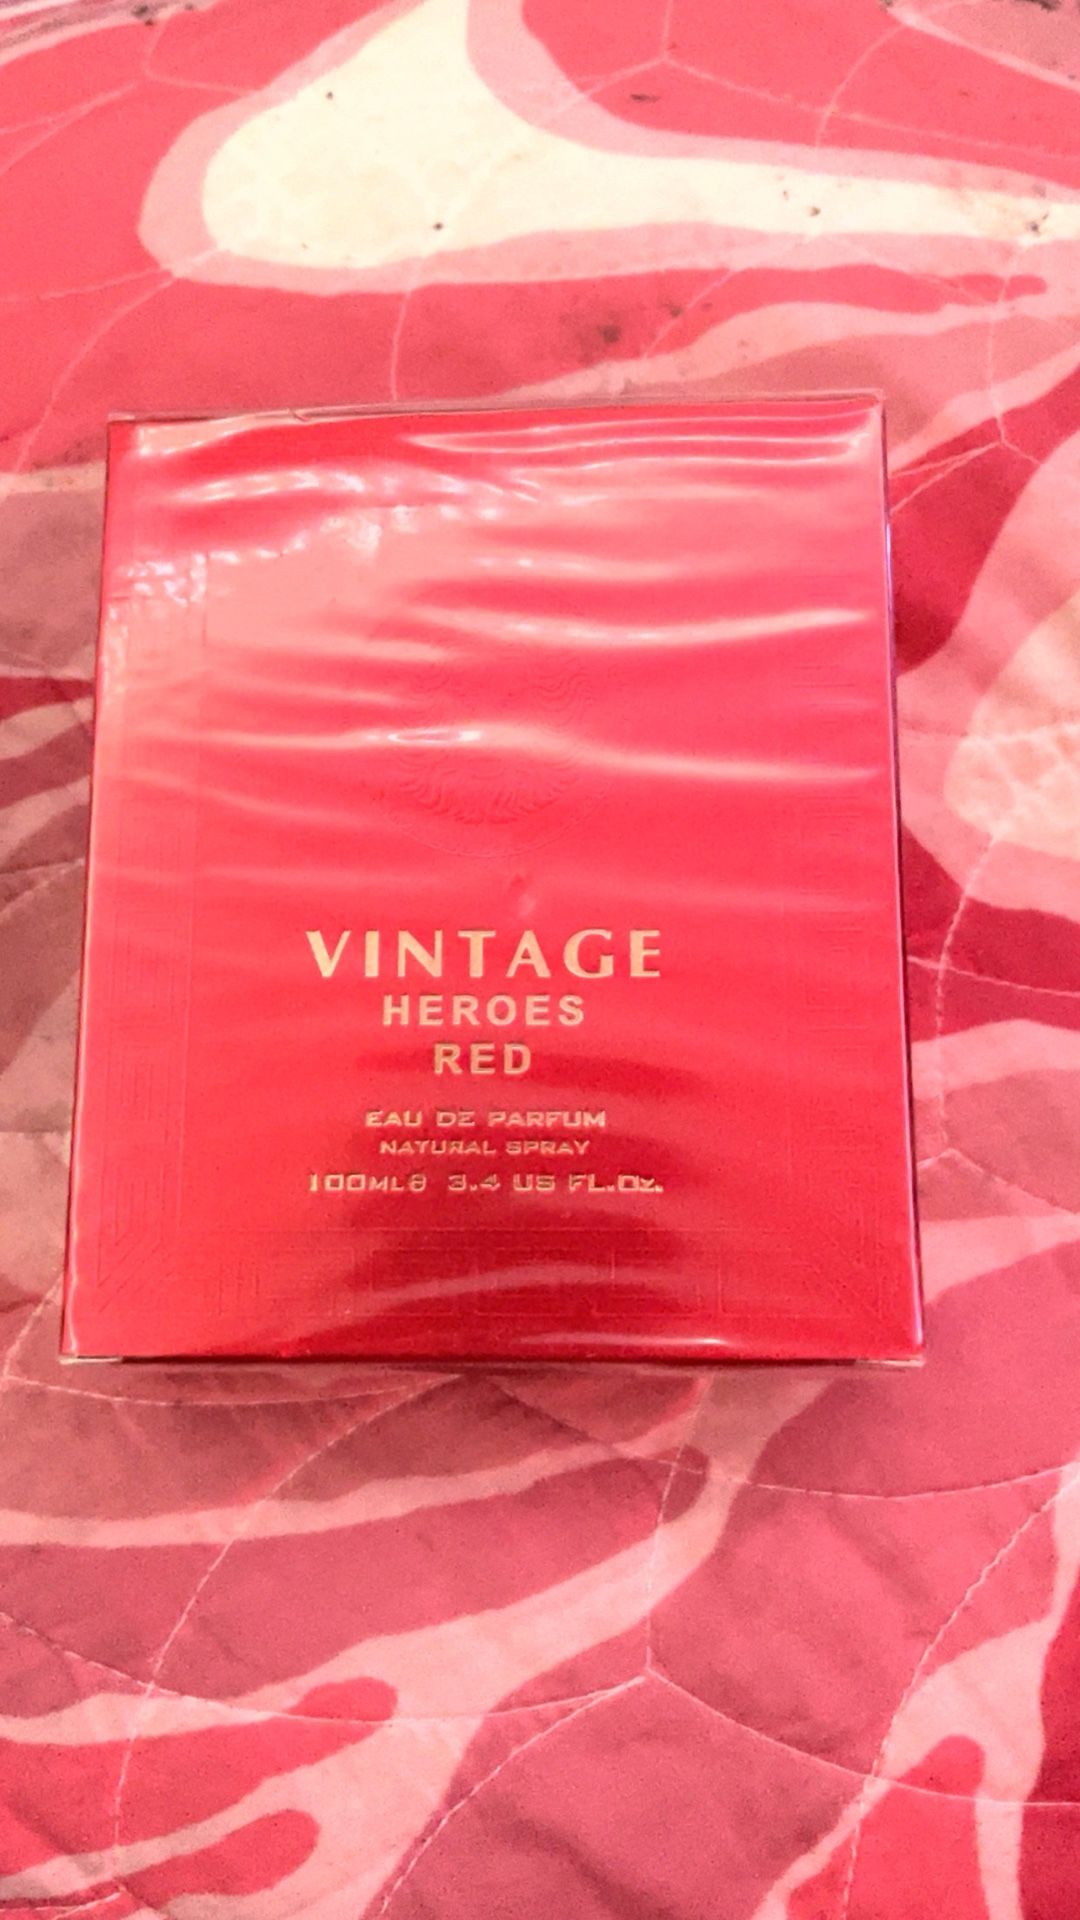 VINTAGE
HEROES
RED
EAU DE PARFUM
NATURAL SPRAY
100ML℮ 3.4 US FL.Oz.